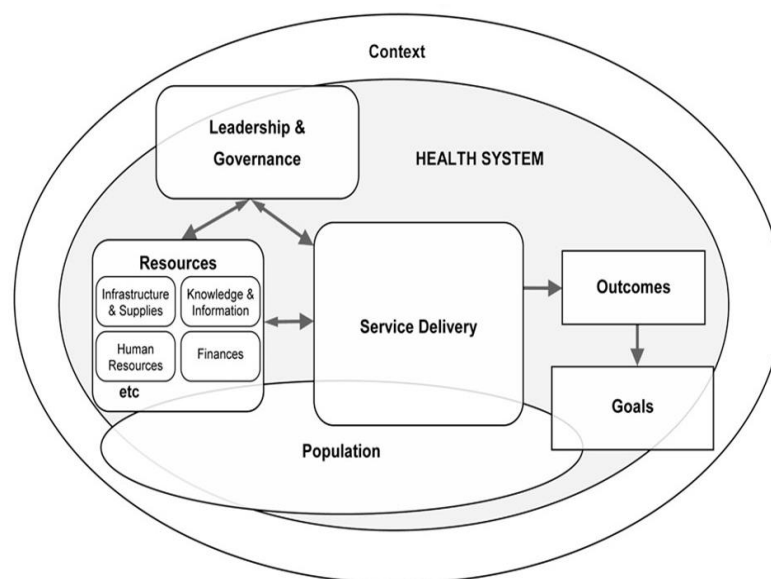 Context
Leadership &
Governance
HEALTH SYSTEM
Resources
Infrastructure
& Supplies
Knowledge &
Information
Human
Resources
Finances
etc
Service Delivery
Outcomes
Goals
Population